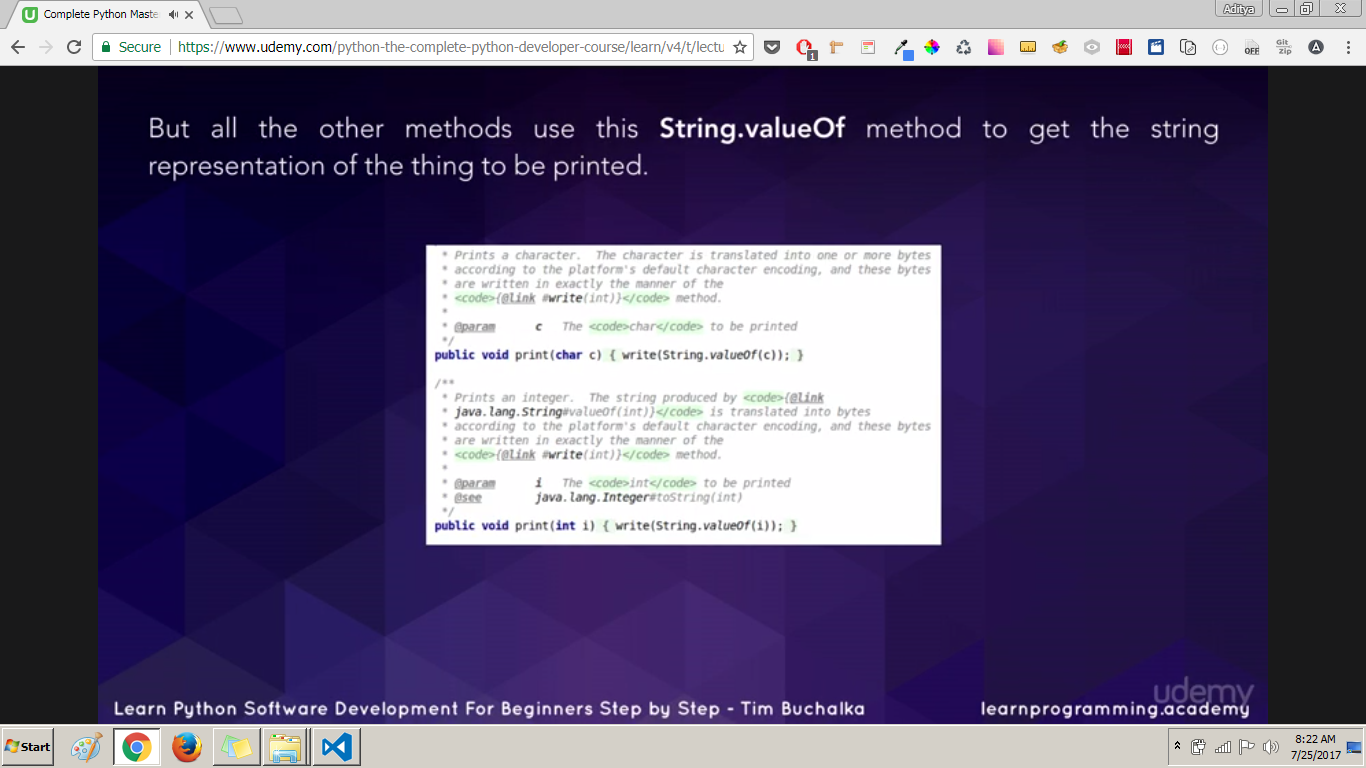 Complete Python Maste
Aditya
Secure
https://www.udemy.com/python-the-complete-python-developer-course/learn/v4/t/lectu
1
OFF
Git
Zip
A
But all the other methods use this String.valueOf method to get the string
representation of the thing to be printed.
* Prints a character.  The character is translated into one or more bytes
* according to the platform's default character encoding, and these bytes
* are written in exactly the manner of the
* <code>{@link #write(int)}</code> method.
*
* @param c The <code>char</code> to be printed
*/
public void print(char c) { write(String.valueOf(c)); }
/**
* Prints an integer.  The string produced by <code>{@link
* java.lang.String#valueOf(int)}</code> is translated into bytes
* according to the platform's default character encoding, and these bytes
* are written in exactly the manner of the
* <code>{@link #write(int)}</code> method.
*
* @param i The <code>int</code> to be printed
* @see java.lang.Integer#toString(int)
*/
public void print(int i) { write(String.valueOf(i)); }
udemy
Learn Python Software Development For Beginners Step by Step - Tim Buchalka
learnprogramming.academy
Start
8:22 AM
7/25/2017